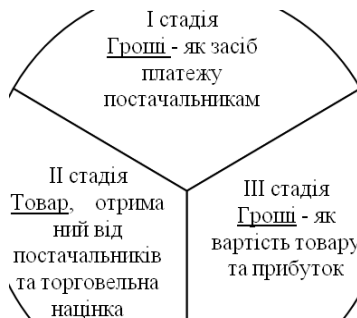 І стадія
Гроші - як засіб
платежу
постачальникам
ІІ стадія
Товар, отрима
ний від
постачальників
та торговельна
націнка
ІІІ стадія
Гроші - як
вартість товару
та прибуток